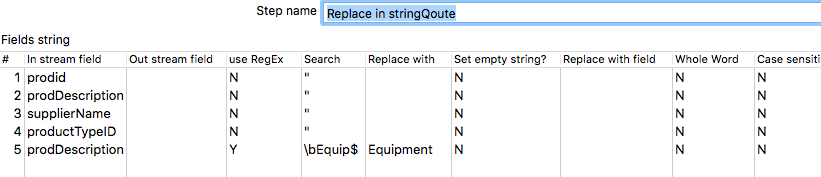 Step name Replace in stringQoute
Fields string
# In stream field Out stream field use RegEx Search Replace with Set empty string? Replace with field Whole Word Case sensiti
1 prodid N " N N N
2 prodDescription N " N N N
3 supplierName N " N N N
4 productTypeID N " N N N
5 prodDescription Y \bEquip$ Equipment N N N